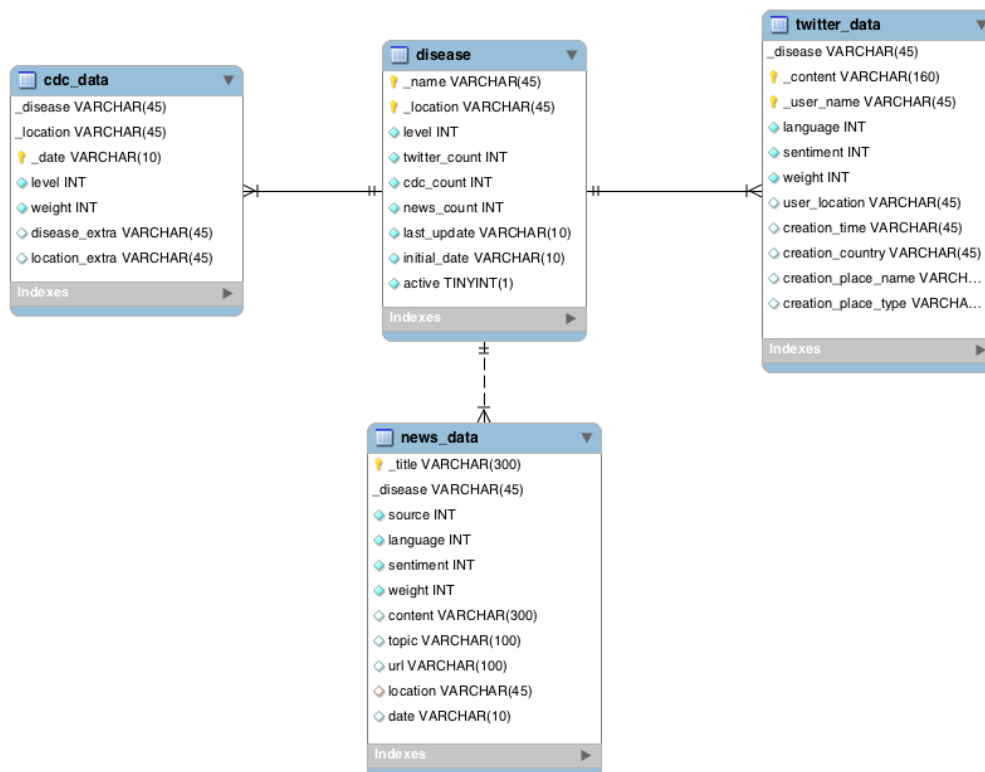 cdc_data
_disease VARCHAR(45)
_location VARCHAR(45)
_date VARCHAR(10)
level INT
weight INT
disease_extra VARCHAR(45)
location_extra VARCHAR(45)
Indexes
disease
_name VARCHAR(45)
_location VARCHAR(45)
level INT
twitter_count INT
cdc_count INT
news_count INT
last_update VARCHAR(10)
initial_date VARCHAR(10)
active TINYINT(1)
Indexes
twitter_data
_disease VARCHAR(45)
_content VARCHAR(160)
_user_name VARCHAR(45)
language INT
sentiment INT
weight INT
user_location VARCHAR(45)
creation_time VARCHAR(45)
creation_country VARCHAR(45)
creation_place_name VARCH...
creation_place_type VARCHA...
Indexes
news_data
_title VARCHAR(300)
_disease VARCHAR(45)
source INT
language INT
sentiment INT
weight INT
content VARCHAR(300)
topic VARCHAR(100)
url VARCHAR(100)
location VARCHAR(45)
date VARCHAR(10)
Indexes